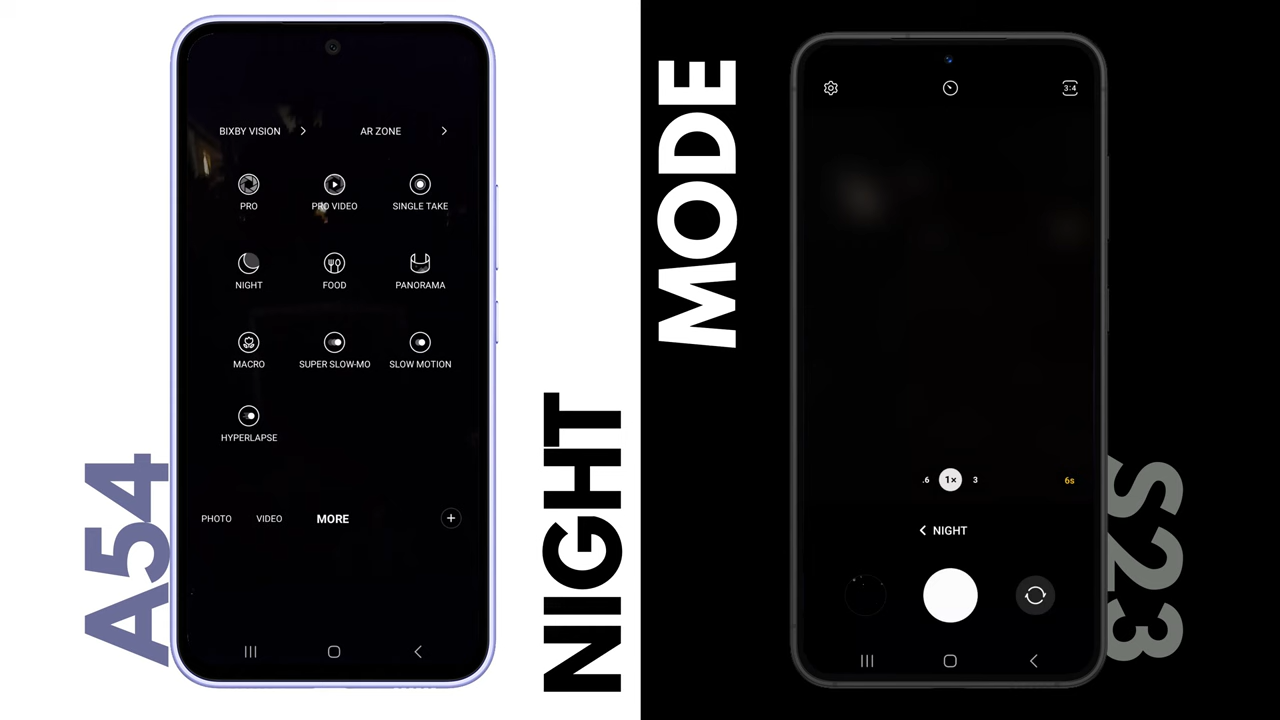 BIXBY VISION
AR ZONE
PRO
PRO VIDEO
SINGLE TAKE
NIGHT
FOOD
PANORAMA
MACRO
SUPER SLOW-MO
SLOW MOTION
HYPERLAPSE
PHOTO
VIDEO
MORE
A54
NIGHT
MODE
3:4
.6
1×
3
6s
NIGHT
S23